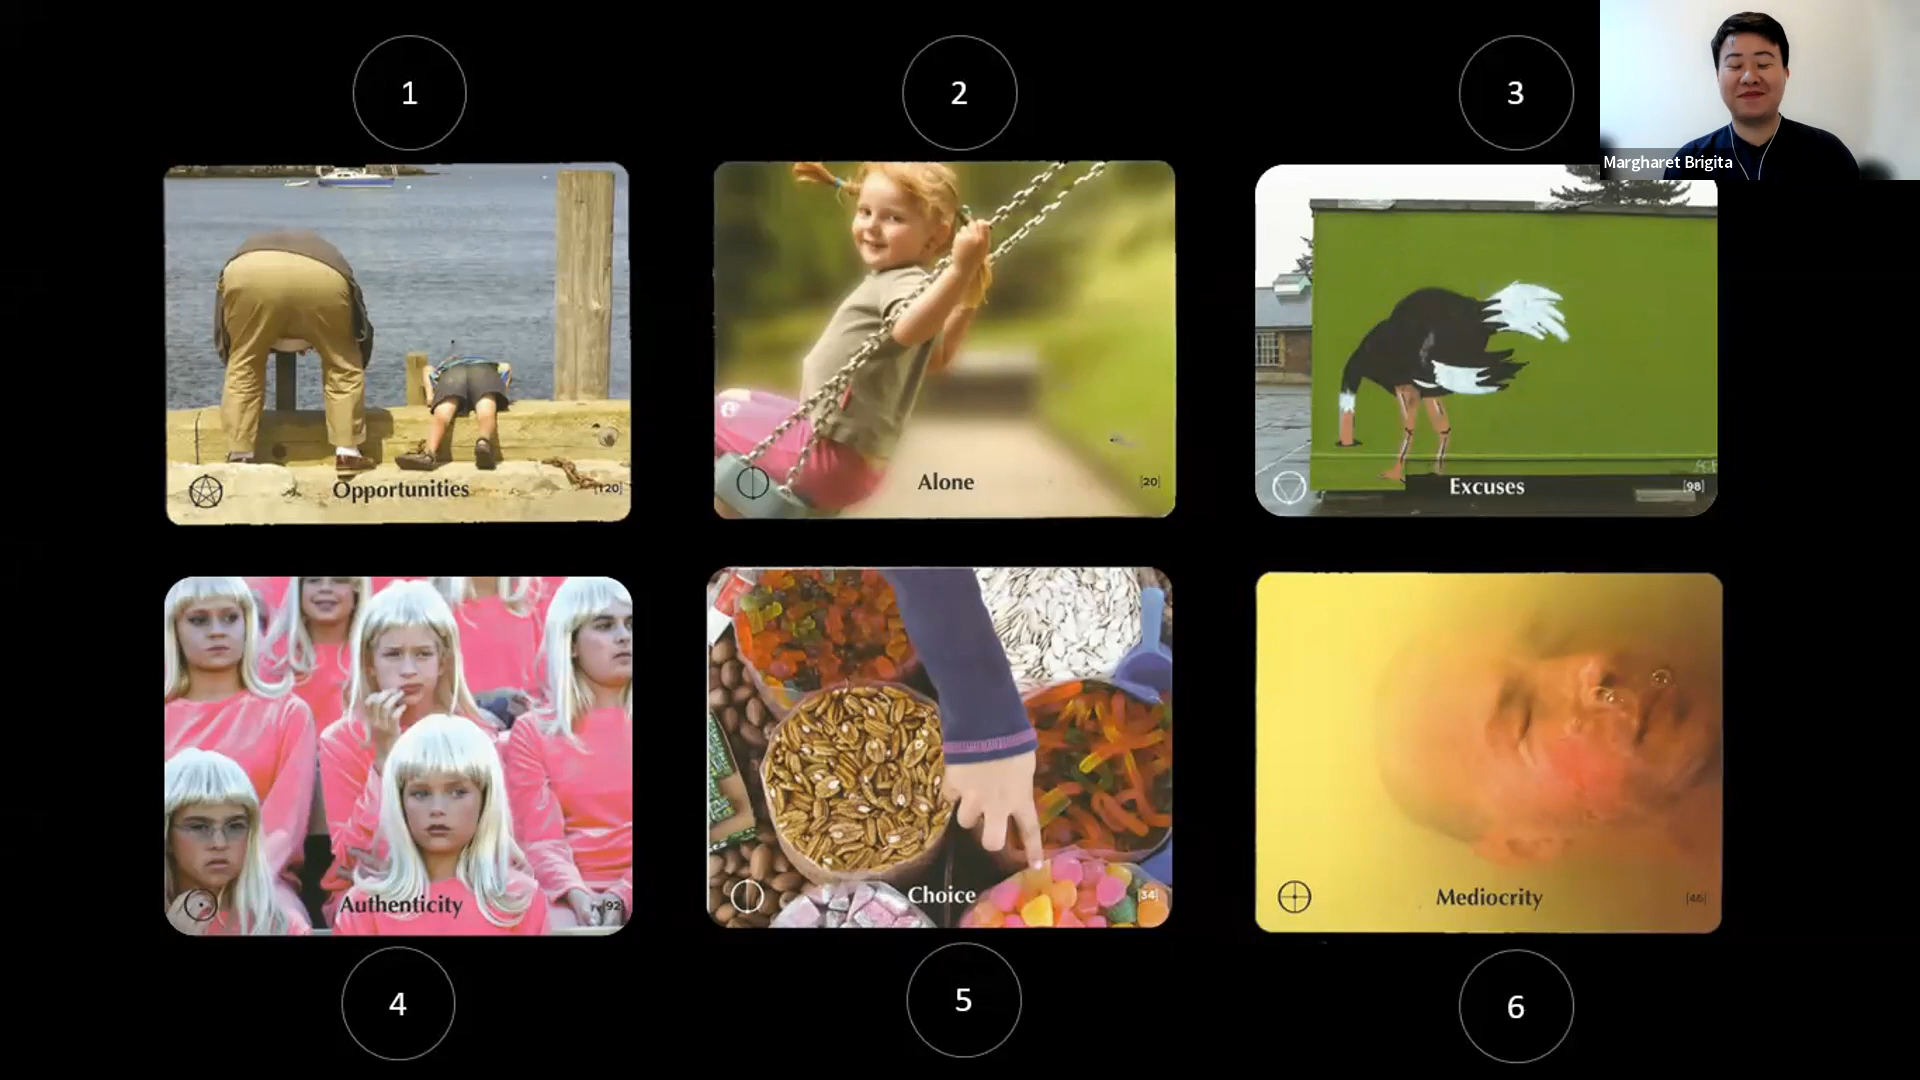 1
2
3
Margharet Brigita
Opportunities
[120]
Alone
[20]
Excuses
[98]
Authenticity
[92]
Choice
[34]
Mediocrity
[46]
4
5
6